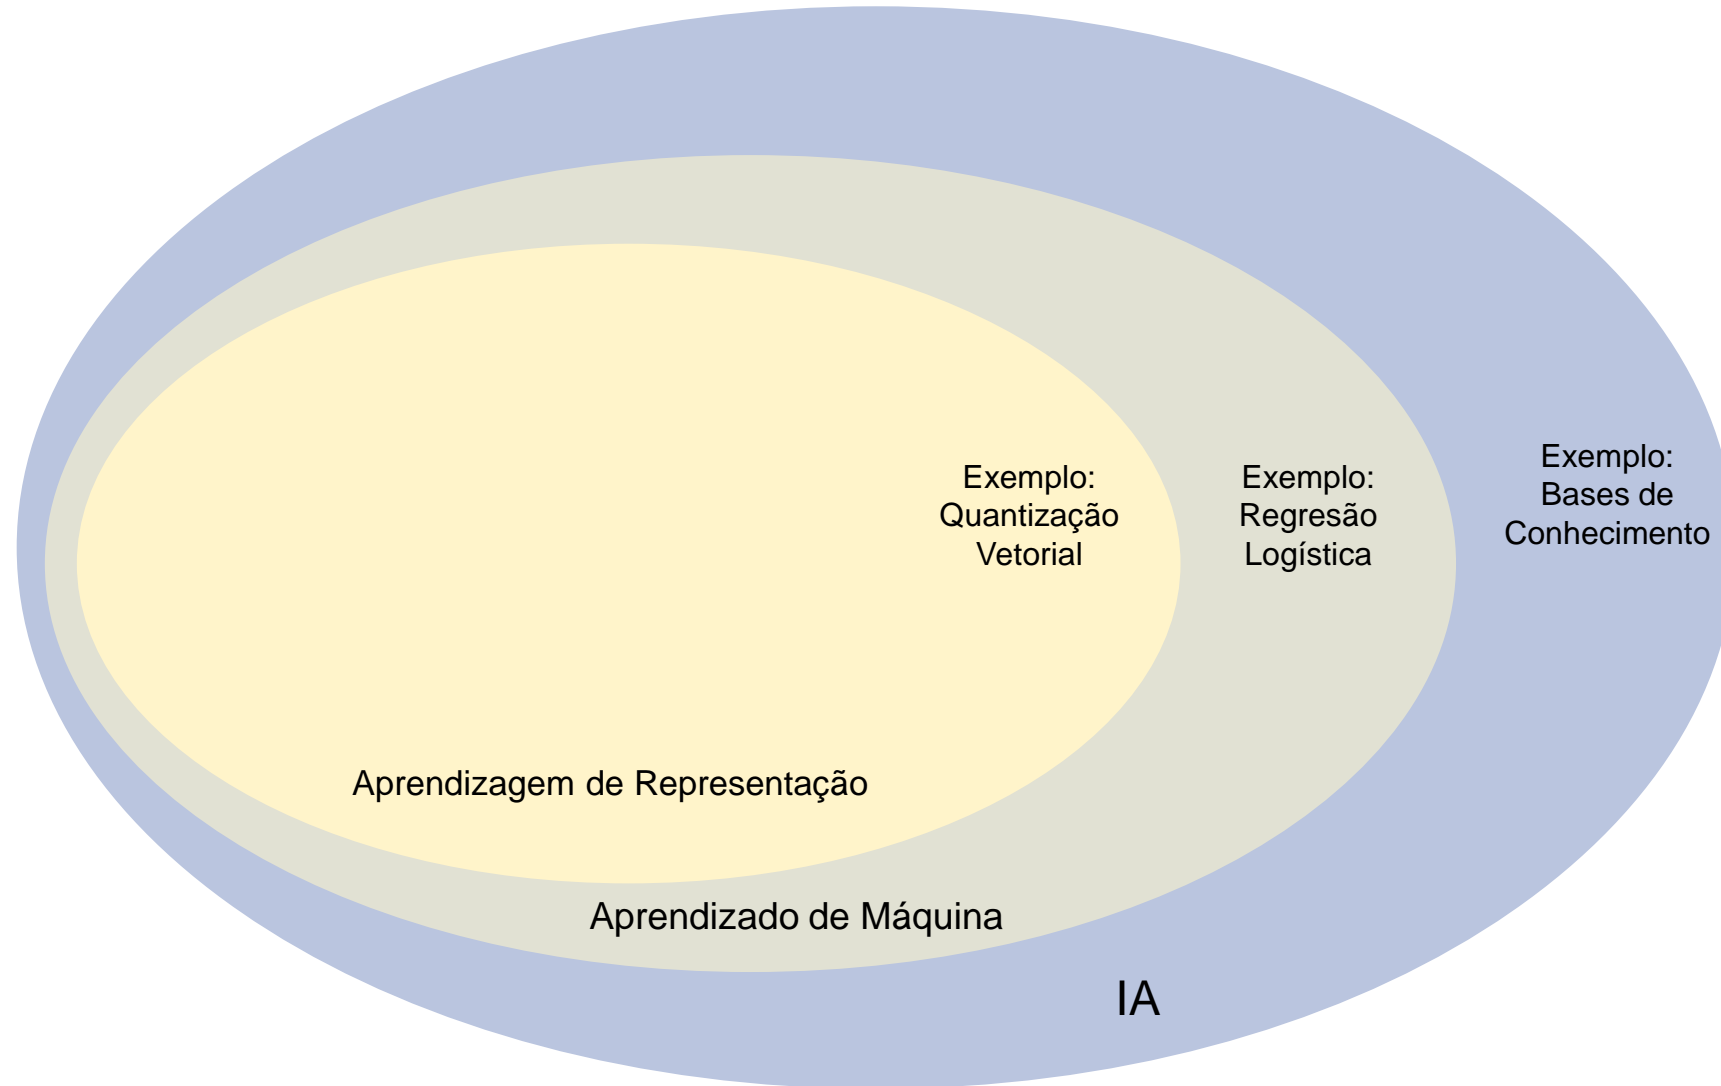 Exemplo:
Quantização
Vetorial
Exemplo:
Regresão
Logística
Exemplo:
Bases de
Conhecimento
Aprendizagem de Representação
Aprendizado de Máquina
IA